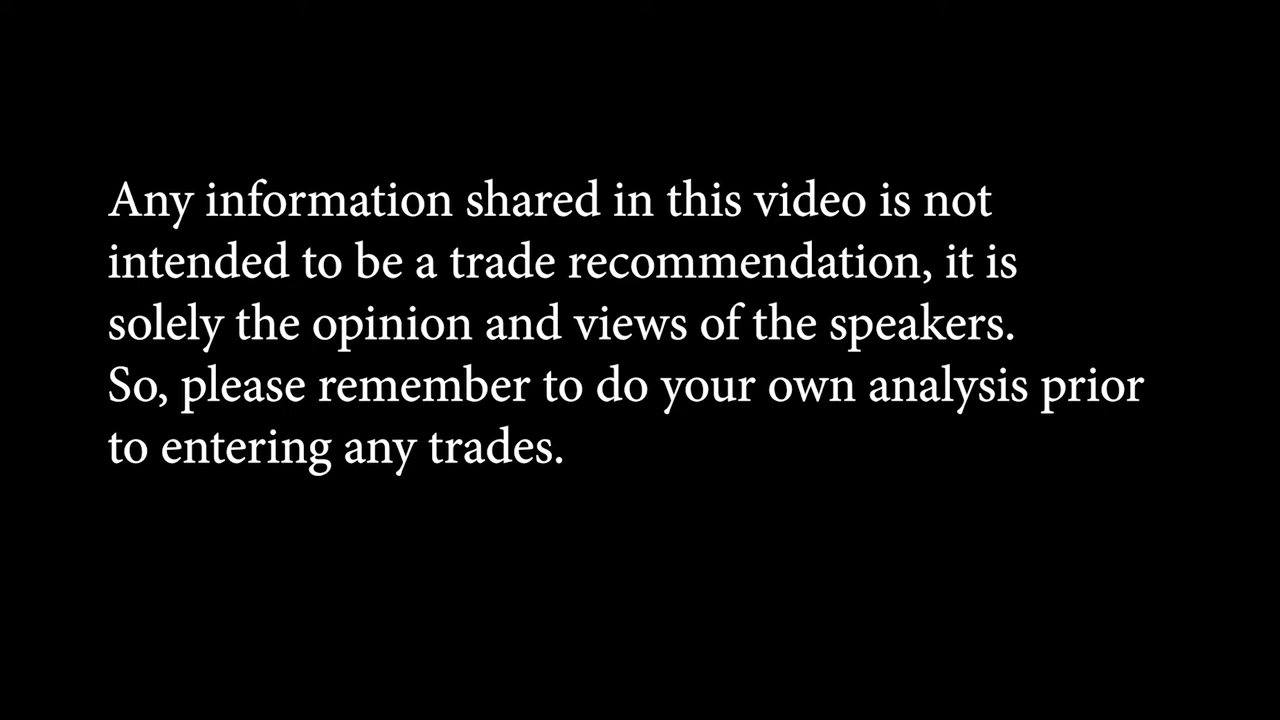 Any information shared in this video is not
intended to be a trade recommendation, it is
solely the opinion and views of the speakers.
So, please remember to do your own analysis prior
to entering any trades.